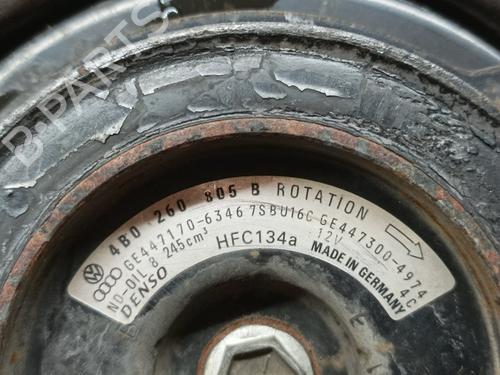 B-PARTS
4B0 260 805 B ROTATION
GE447170-6346 7SBU16C GE447300-4974
NO-OIL 8 245cm³ HFC134a 12V 4C
DENSO MADE IN GERMANY